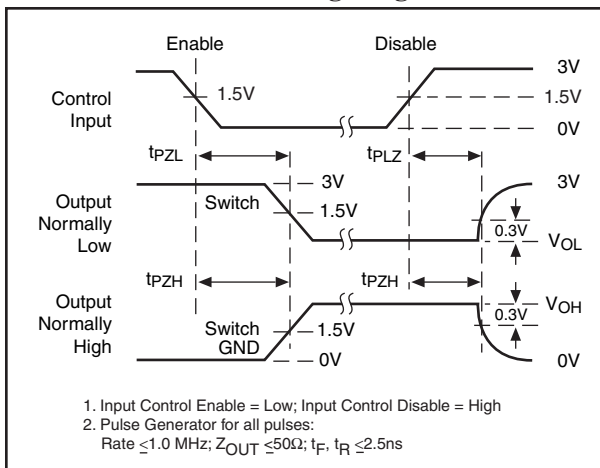 Enable Disable
3V
Control
Input
1.5V
1.5V
0V
tPZL
tPLZ
Output
Normally
Low
Switch
3V
1.5V
3V
0.3V
VOL
tPZH
tPZH
Output
Normally
High
Switch
GND
1.5V
0V
VOH
0.3V
0V
1. Input Control Enable = Low; Input Control Disable = High
2. Pulse Generator for all pulses:
Rate ≤1.0 MHz; ZOUT ≤50Ω; tF, tR ≤2.5ns